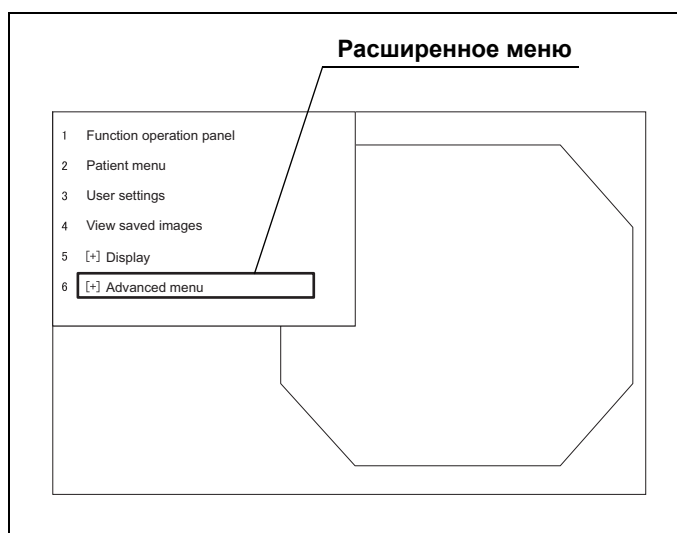 Расширенное меню
1 Function operation panel
2 Patient menu
3 User settings
4 View saved images
5 [+] Display
6 [+] Advanced menu